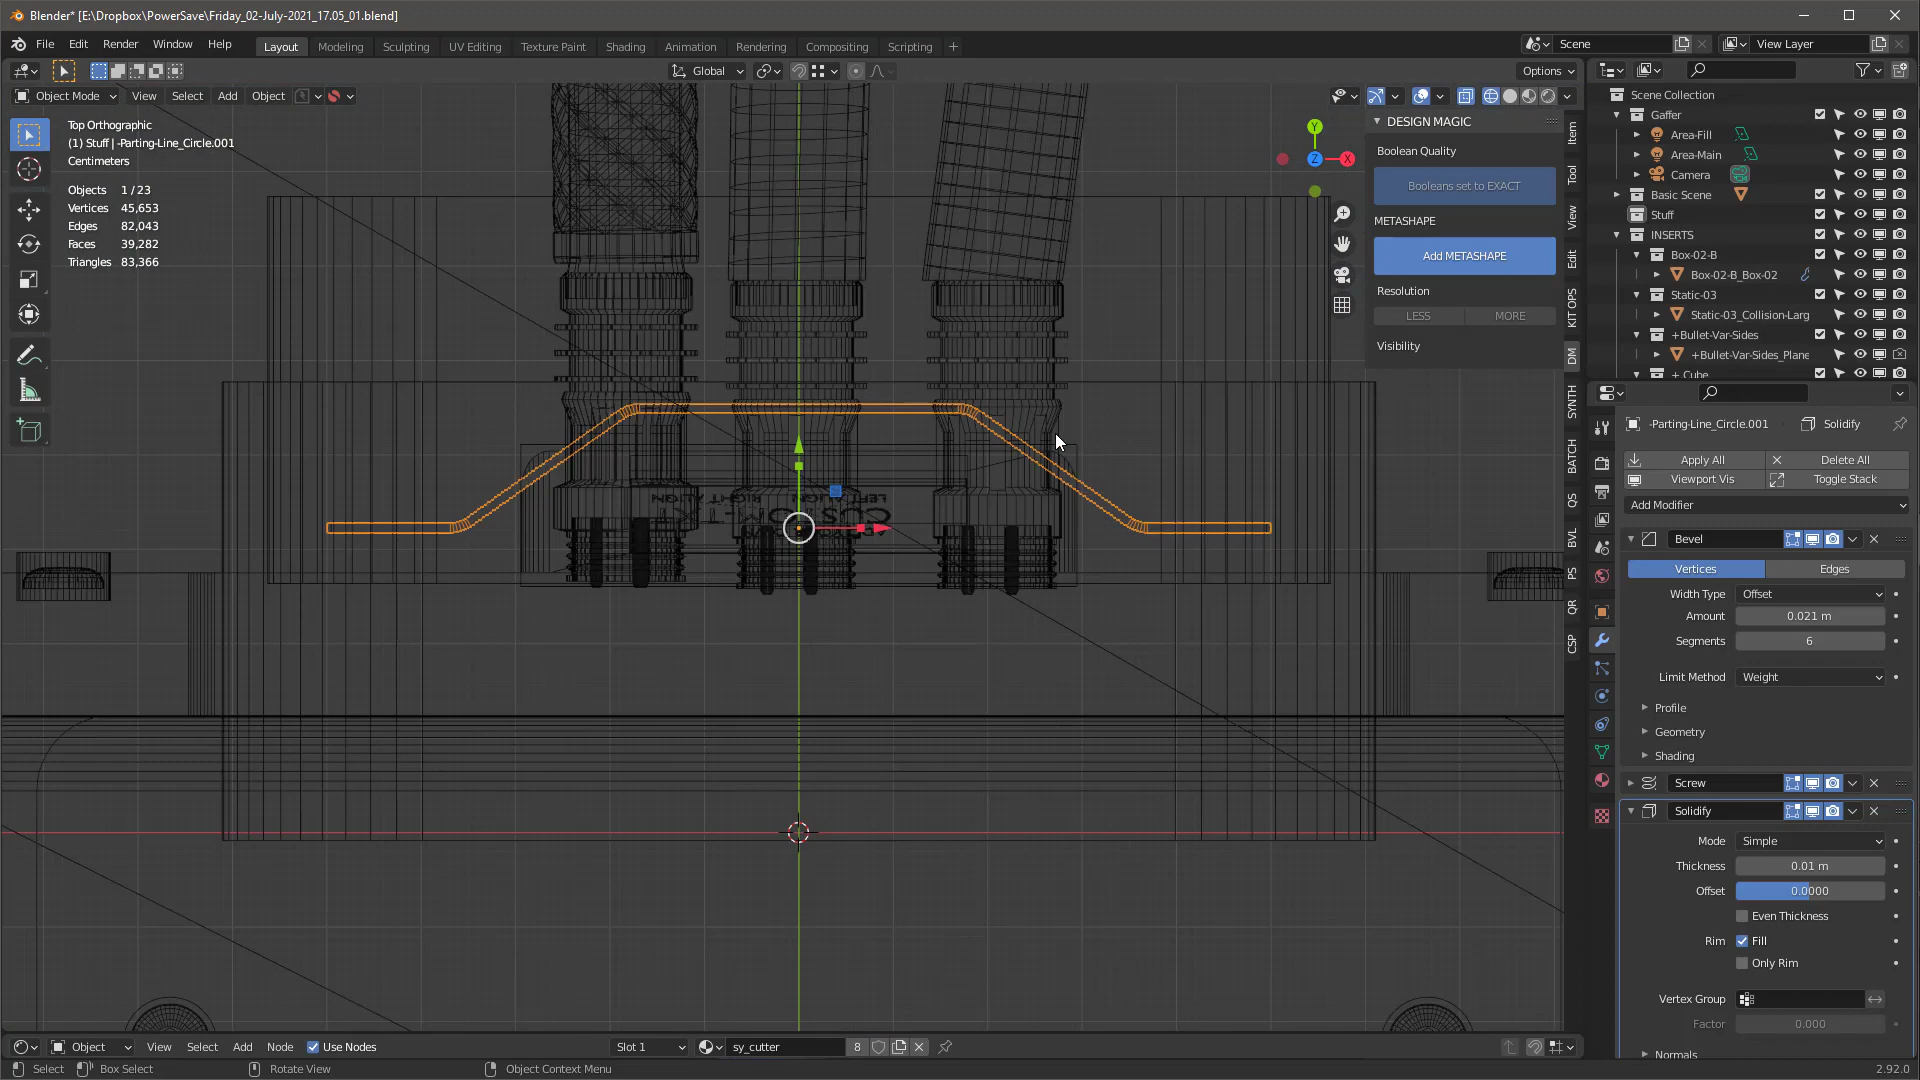 Blender* [E:\Dropbox\PowerSave\Friday_02-July-2021_17.05_01.blend]
File Edit Render Window Help Layout Modeling Sculpting UV Editing Texture Paint Shading Animation Rendering Compositing Scripting + Scene View Layer
Global Options
Object Mode View Select Add Object
Top Orthographic
(1) Stuff | -Parting-Line_Circle.001
Centimeters
Objects 1 / 23
Vertices 45,653
Edges 82,043
Faces 39,282
Triangles 83,366
Y
Z
X
DESIGN MAGIC
Boolean Quality
Booleans set to EXACT
METASHAPE
Add METASHAPE
Resolution
LESS MORE
Visibility
Item
Tool
View
Edit
KIT OPS
DM
SYNTH
BATCH
QS
BVL
PS
QR
CSP
Scene Collection
Gaffer
Area-Fill
Area-Main
Camera
Basic Scene
Stuff
INSERTS
Box-02-B
Box-02-B_Box-02
Static-03
Static-03_Collision-Larg
+Bullet-Var-Sides
+Bullet-Var-Sides_Plane
+ Cube
-Parting-Line_Circle.001 Solidify
Apply All Delete All
Viewport Vis Toggle Stack
Add Modifier
Bevel
Vertices Edges
Width Type Offset
Amount 0.021 m
Segments 6
Limit Method Weight
Profile
Geometry
Shading
Screw
Solidify
Mode Simple
Thickness 0.01 m
Offset 0.0000
Even Thickness
Rim Fill
Only Rim
Vertex Group
Factor 0.000
Normals
Object View Select Add Node Use Nodes Slot 1 sy_cutter 8
Select Box Select Rotate View Object Context Menu 2.92.0